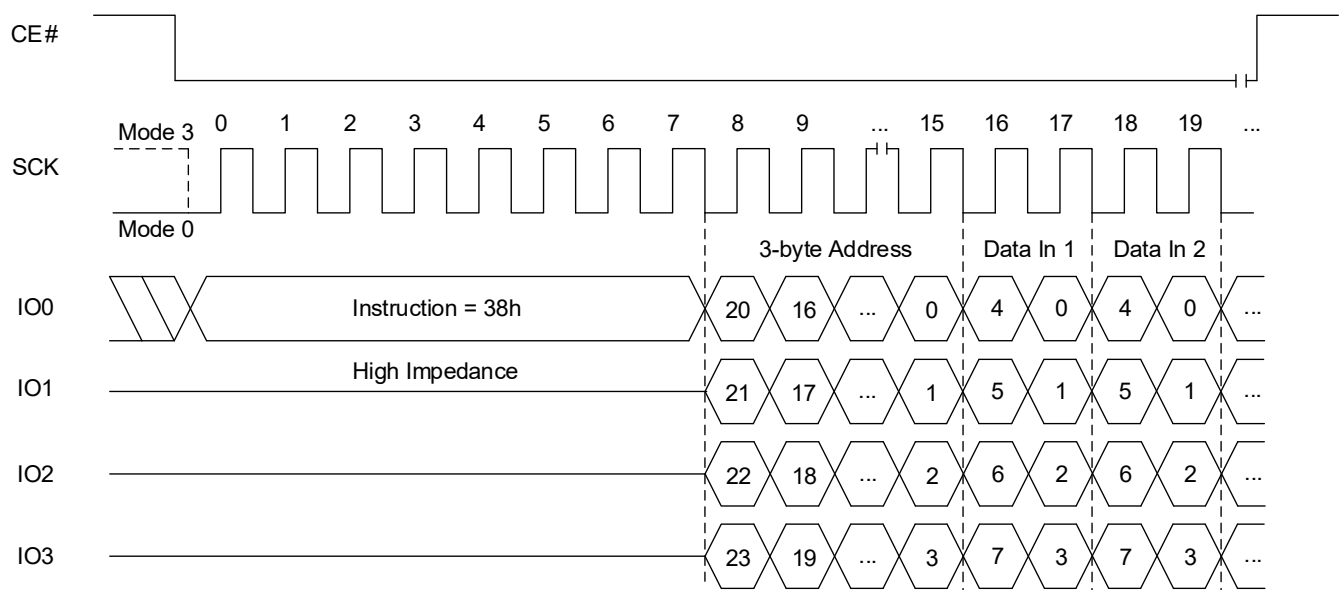 CE#
Mode 3 0 1 2 3 4 5 6 7 8 9 ... 15 16 17 18 19 ...
SCK
Mode 0
3-byte Address Data In 1 Data In 2
IO0 Instruction = 38h 20 16 ... 0 4 0 4 0 ...
High Impedance
IO1 21 17 ... 1 5 1 5 1 ...
IO2 22 18 ... 2 6 2 6 2 ...
IO3 23 19 ... 3 7 3 7 3 ...